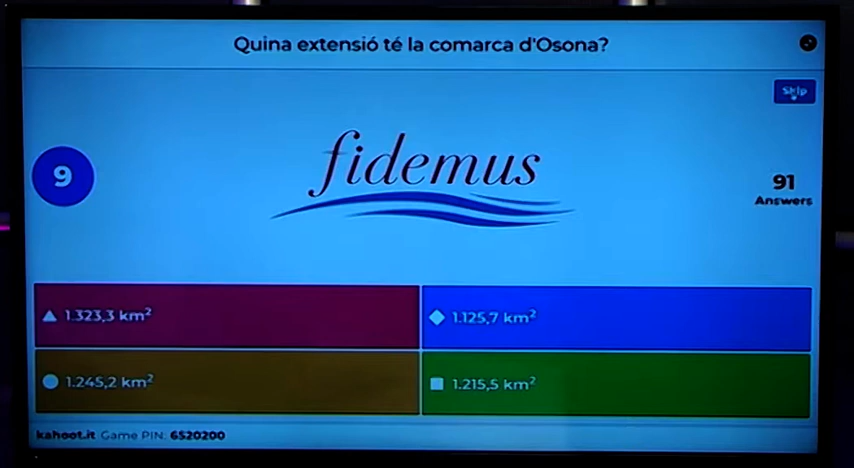 Quina extensió té la comarca d'Osona?
Skip
9
fidemus
91
Answers
1.323,3 km²
1.125,7 km²
1.245,2 km²
1.215,5 km²
kahoot.it Game PIN: 6520200